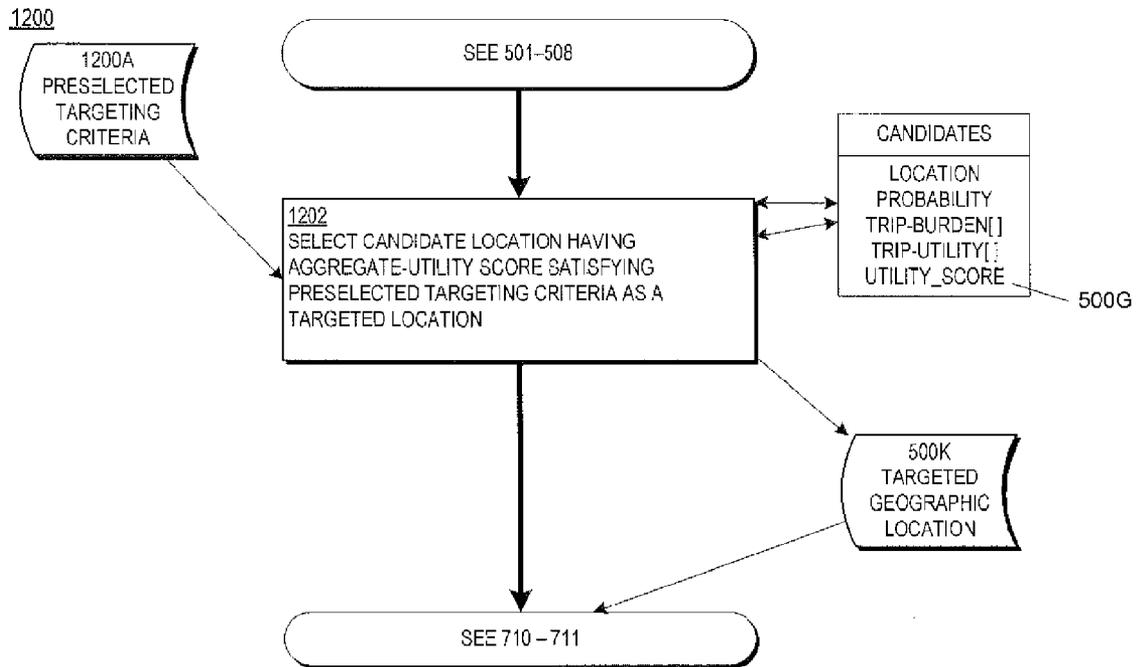 1200
1200A
PRESELECTED
TARGETING
CRITERIA
SEE 501–508
CANDIDATES
LOCATION
PROBABILITY
TRIP-BURDEN[ ]
TRIP-UTILITY[ ]
UTILITY_SCORE
500G
1202
SELECT CANDIDATE LOCATION HAVING
AGGREGATE-UTILITY SCORE SATISFYING
PRESELECTED TARGETING CRITERIA AS A
TARGETED LOCATION
500K
TARGETED
GEOGRAPHIC
LOCATION
SEE 710 – 711